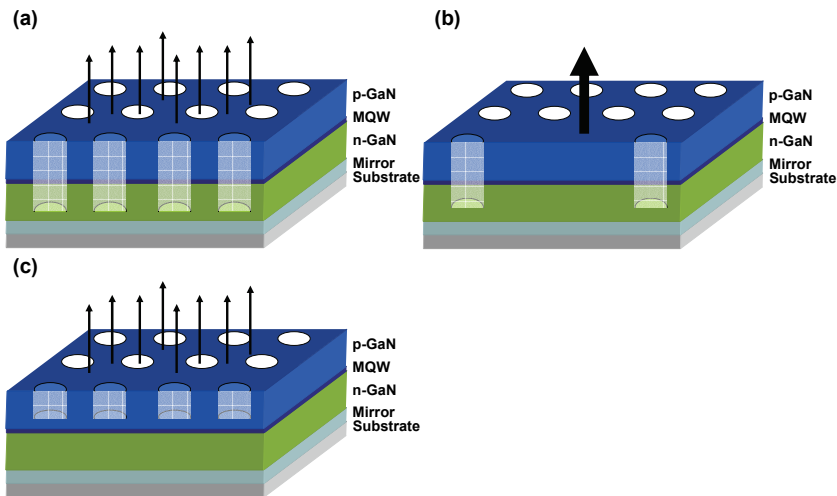 (a)
p-GaN
MQW
n-GaN
Mirror
Substrate
(b)
p-GaN
MQW
n-GaN
Mirror
Substrate
(c)
p-GaN
MQW
n-GaN
Mirror
Substrate